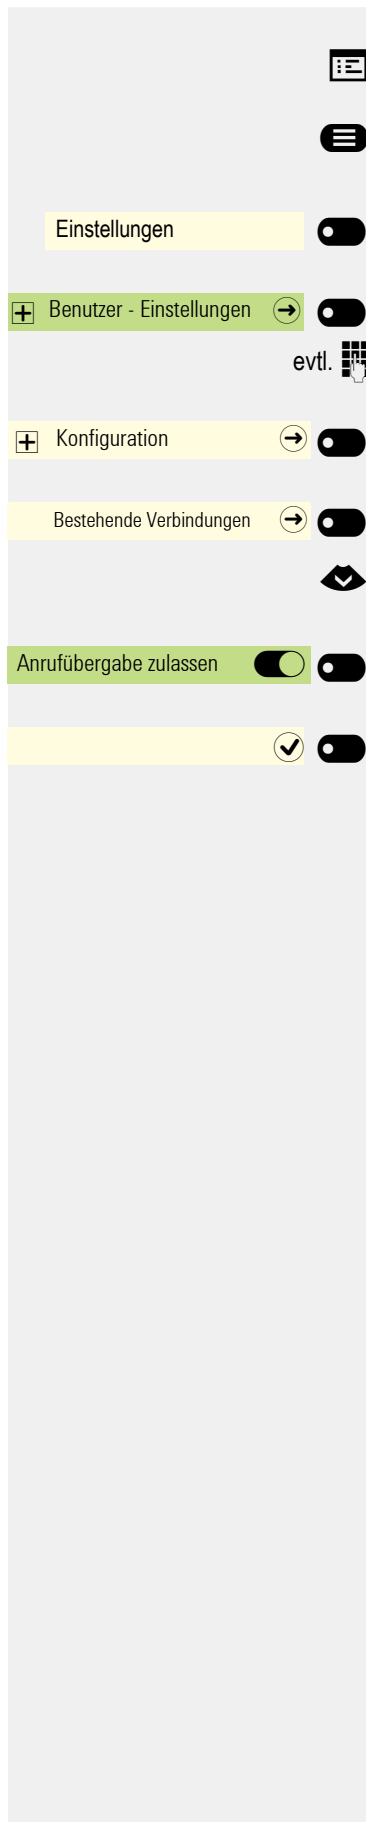 Einstellungen
Benutzer - Einstellungen
evtl.
Konfiguration
Bestehende Verbindungen
Anrufübergabe zulassen